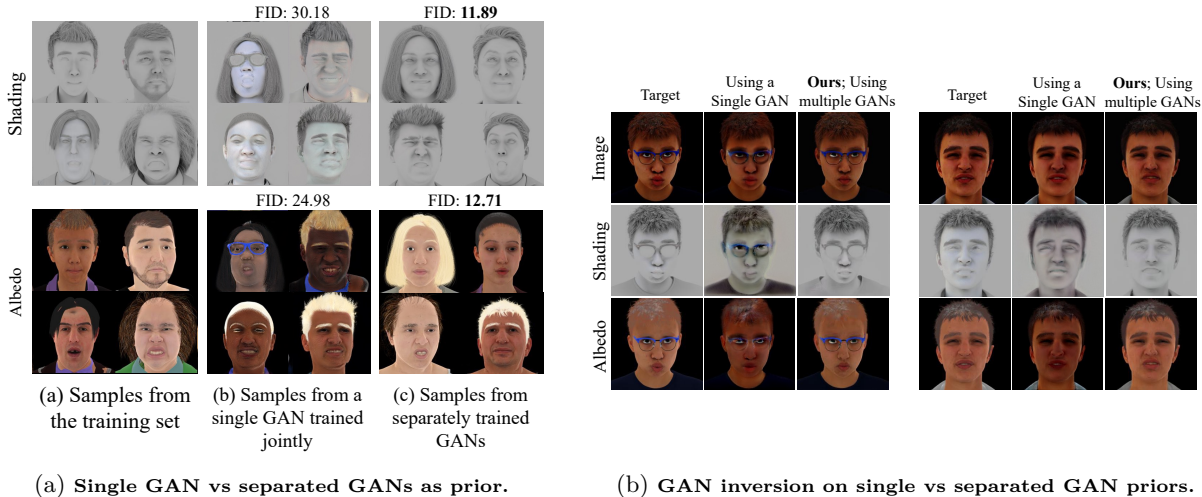 FID: 30.18
FID: 11.89
Shading
FID: 24.98
FID: 12.71
Albedo
(a) Samples from
the training set
(b) Samples from a
single GAN trained
jointly
(c) Samples from
separately trained
GANs
(a) Single GAN vs separated GANs as prior.
Target
Using a
Single GAN
Ours; Using
multiple GANs
Target
Using a
Single GAN
Ours; Using
multiple GANs
Image
Shading
Albedo
(b) GAN inversion on single vs separated GAN priors.